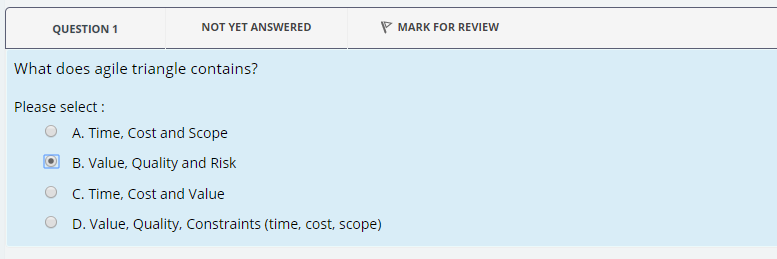 QUESTION 1 NOT YET ANSWERED MARK FOR REVIEW
What does agile triangle contains?
Please select :
A. Time, Cost and Scope
B. Value, Quality and Risk
C. Time, Cost and Value
D. Value, Quality, Constraints (time, cost, scope)